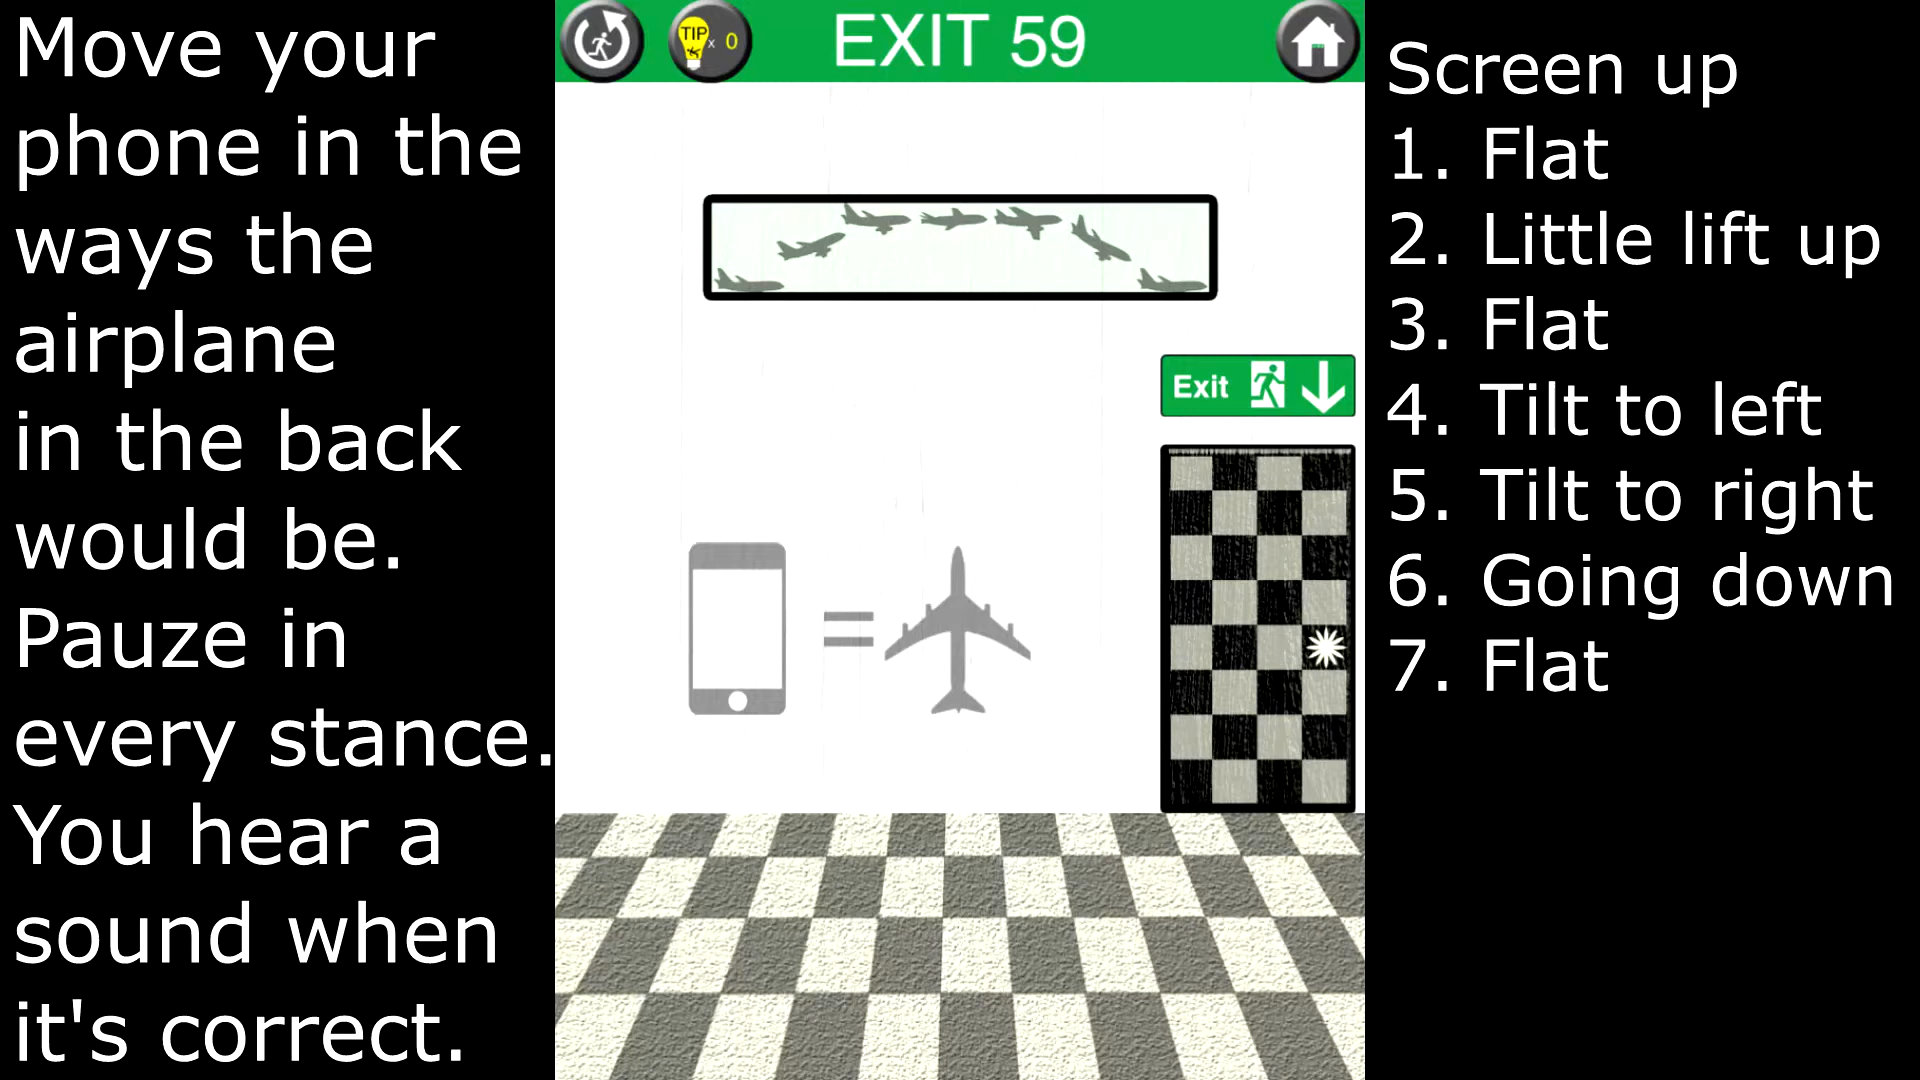 Move your
phone in the
ways the
airplane
in the back
would be.
Pauze in
every stance.
You hear a
sound when
it's correct.
TIP x 0
EXIT 59
Exit
Screen up
1. Flat
2. Little lift up
3. Flat
4. Tilt to left
5. Tilt to right
6. Going down
7. Flat